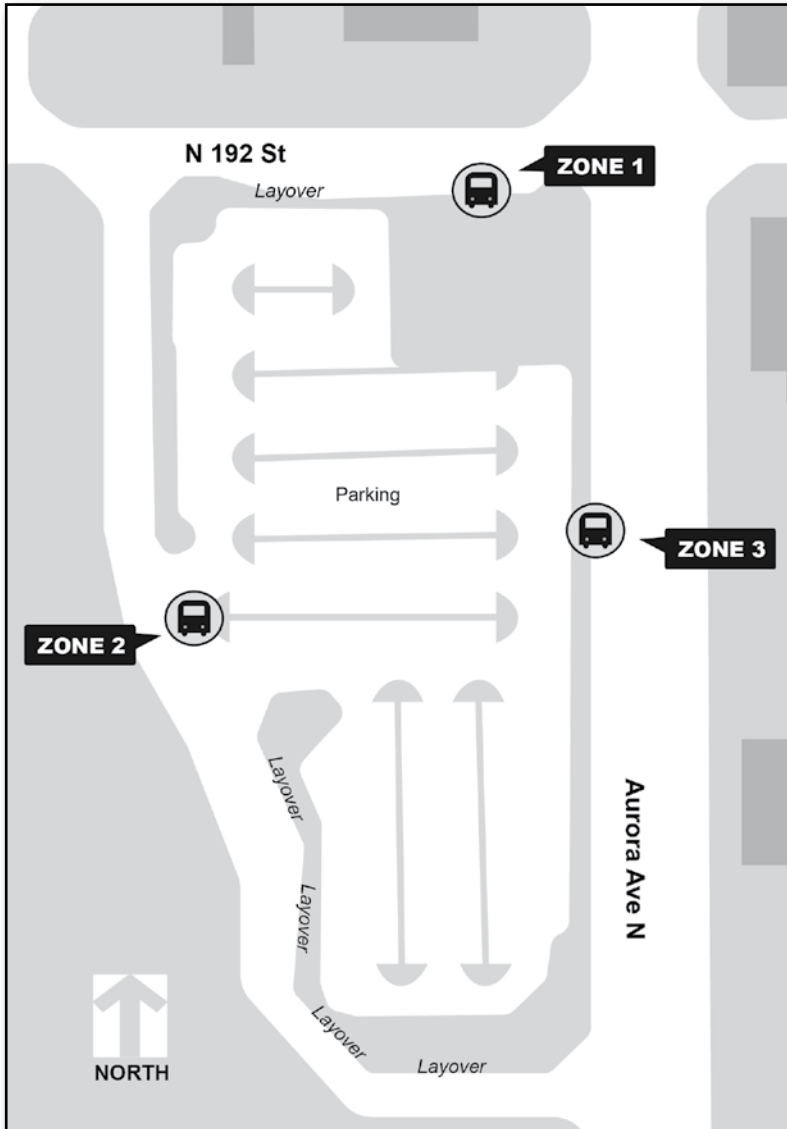 N 192 St
ZONE 1
Layover
Parking
ZONE 3
ZONE 2
Layover
Layover
Aurora Ave N
Layover
Layover
NORTH